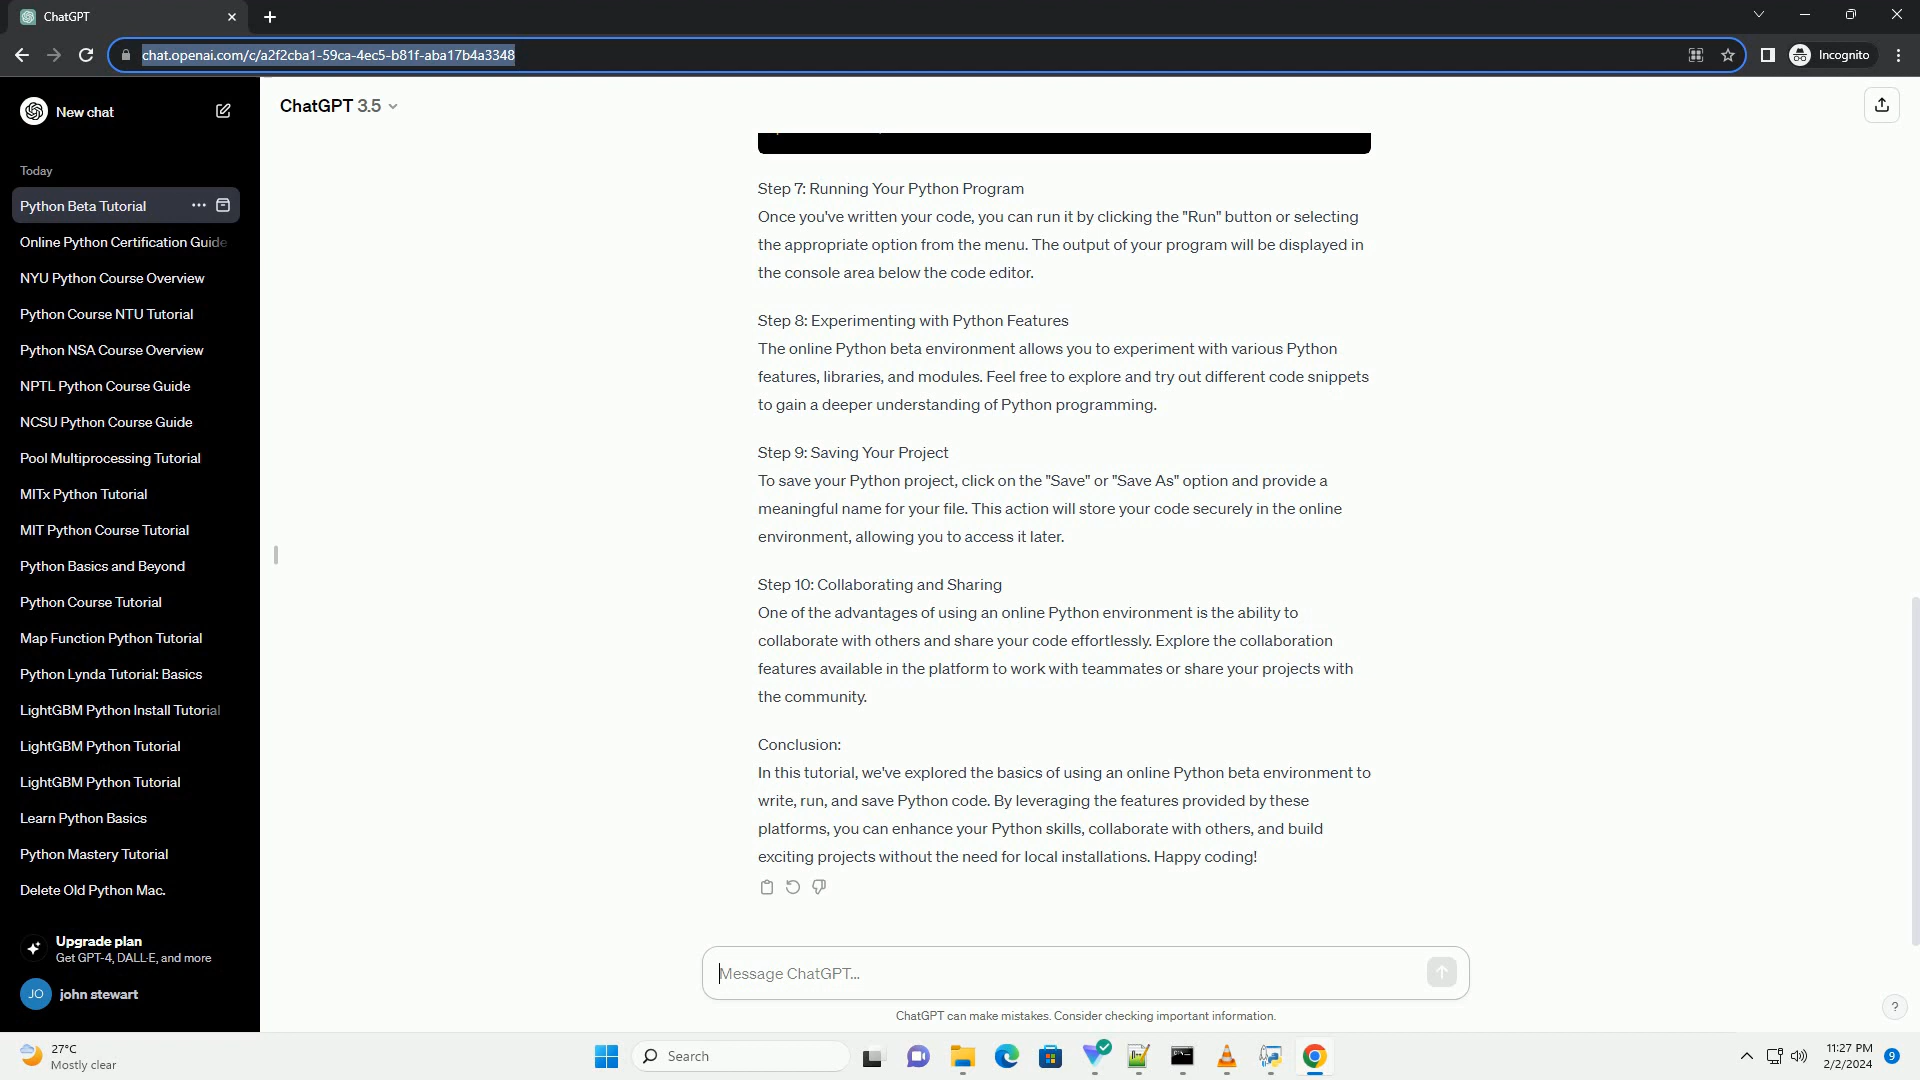 ChatGPT
chat.openai.com/c/a2f2cba1-59ca-4ec5-b81f-aba17b4a3348
Incognito
New chat
Today
Python Beta Tutorial
Online Python Certification Guide
NYU Python Course Overview
Python Course NTU Tutorial
Python NSA Course Overview
NPTL Python Course Guide
NCSU Python Course Guide
Pool Multiprocessing Tutorial
MITx Python Tutorial
MIT Python Course Tutorial
Python Basics and Beyond
Python Course Tutorial
Map Function Python Tutorial
Python Lynda Tutorial: Basics
LightGBM Python Install Tutorial
LightGBM Python Tutorial
LightGBM Python Tutorial
Learn Python Basics
Python Mastery Tutorial
Delete Old Python Mac.
Upgrade plan
Get GPT-4, DALL·E, and more
JO john stewart
ChatGPT 3.5
Step 7: Running Your Python Program
Once you've written your code, you can run it by clicking the "Run" button or selecting
the appropriate option from the menu. The output of your program will be displayed in
the console area below the code editor.
Step 8: Experimenting with Python Features
The online Python beta environment allows you to experiment with various Python
features, libraries, and modules. Feel free to explore and try out different code snippets
to gain a deeper understanding of Python programming.
Step 9: Saving Your Project
To save your Python project, click on the "Save" or "Save As" option and provide a
meaningful name for your file. This action will store your code securely in the online
environment, allowing you to access it later.
Step 10: Collaborating and Sharing
One of the advantages of using an online Python environment is the ability to
collaborate with others and share your code effortlessly. Explore the collaboration
features available in the platform to work with teammates or share your projects with
the community.
Conclusion:
In this tutorial, we've explored the basics of using an online Python beta environment to
write, run, and save Python code. By leveraging the features provided by these
platforms, you can enhance your Python skills, collaborate with others, and build
exciting projects without the need for local installations. Happy coding!
Message ChatGPT...
ChatGPT can make mistakes. Consider checking important information.
?
27°C
Mostly clear
Search
11:27 PM
2/2/2024
9